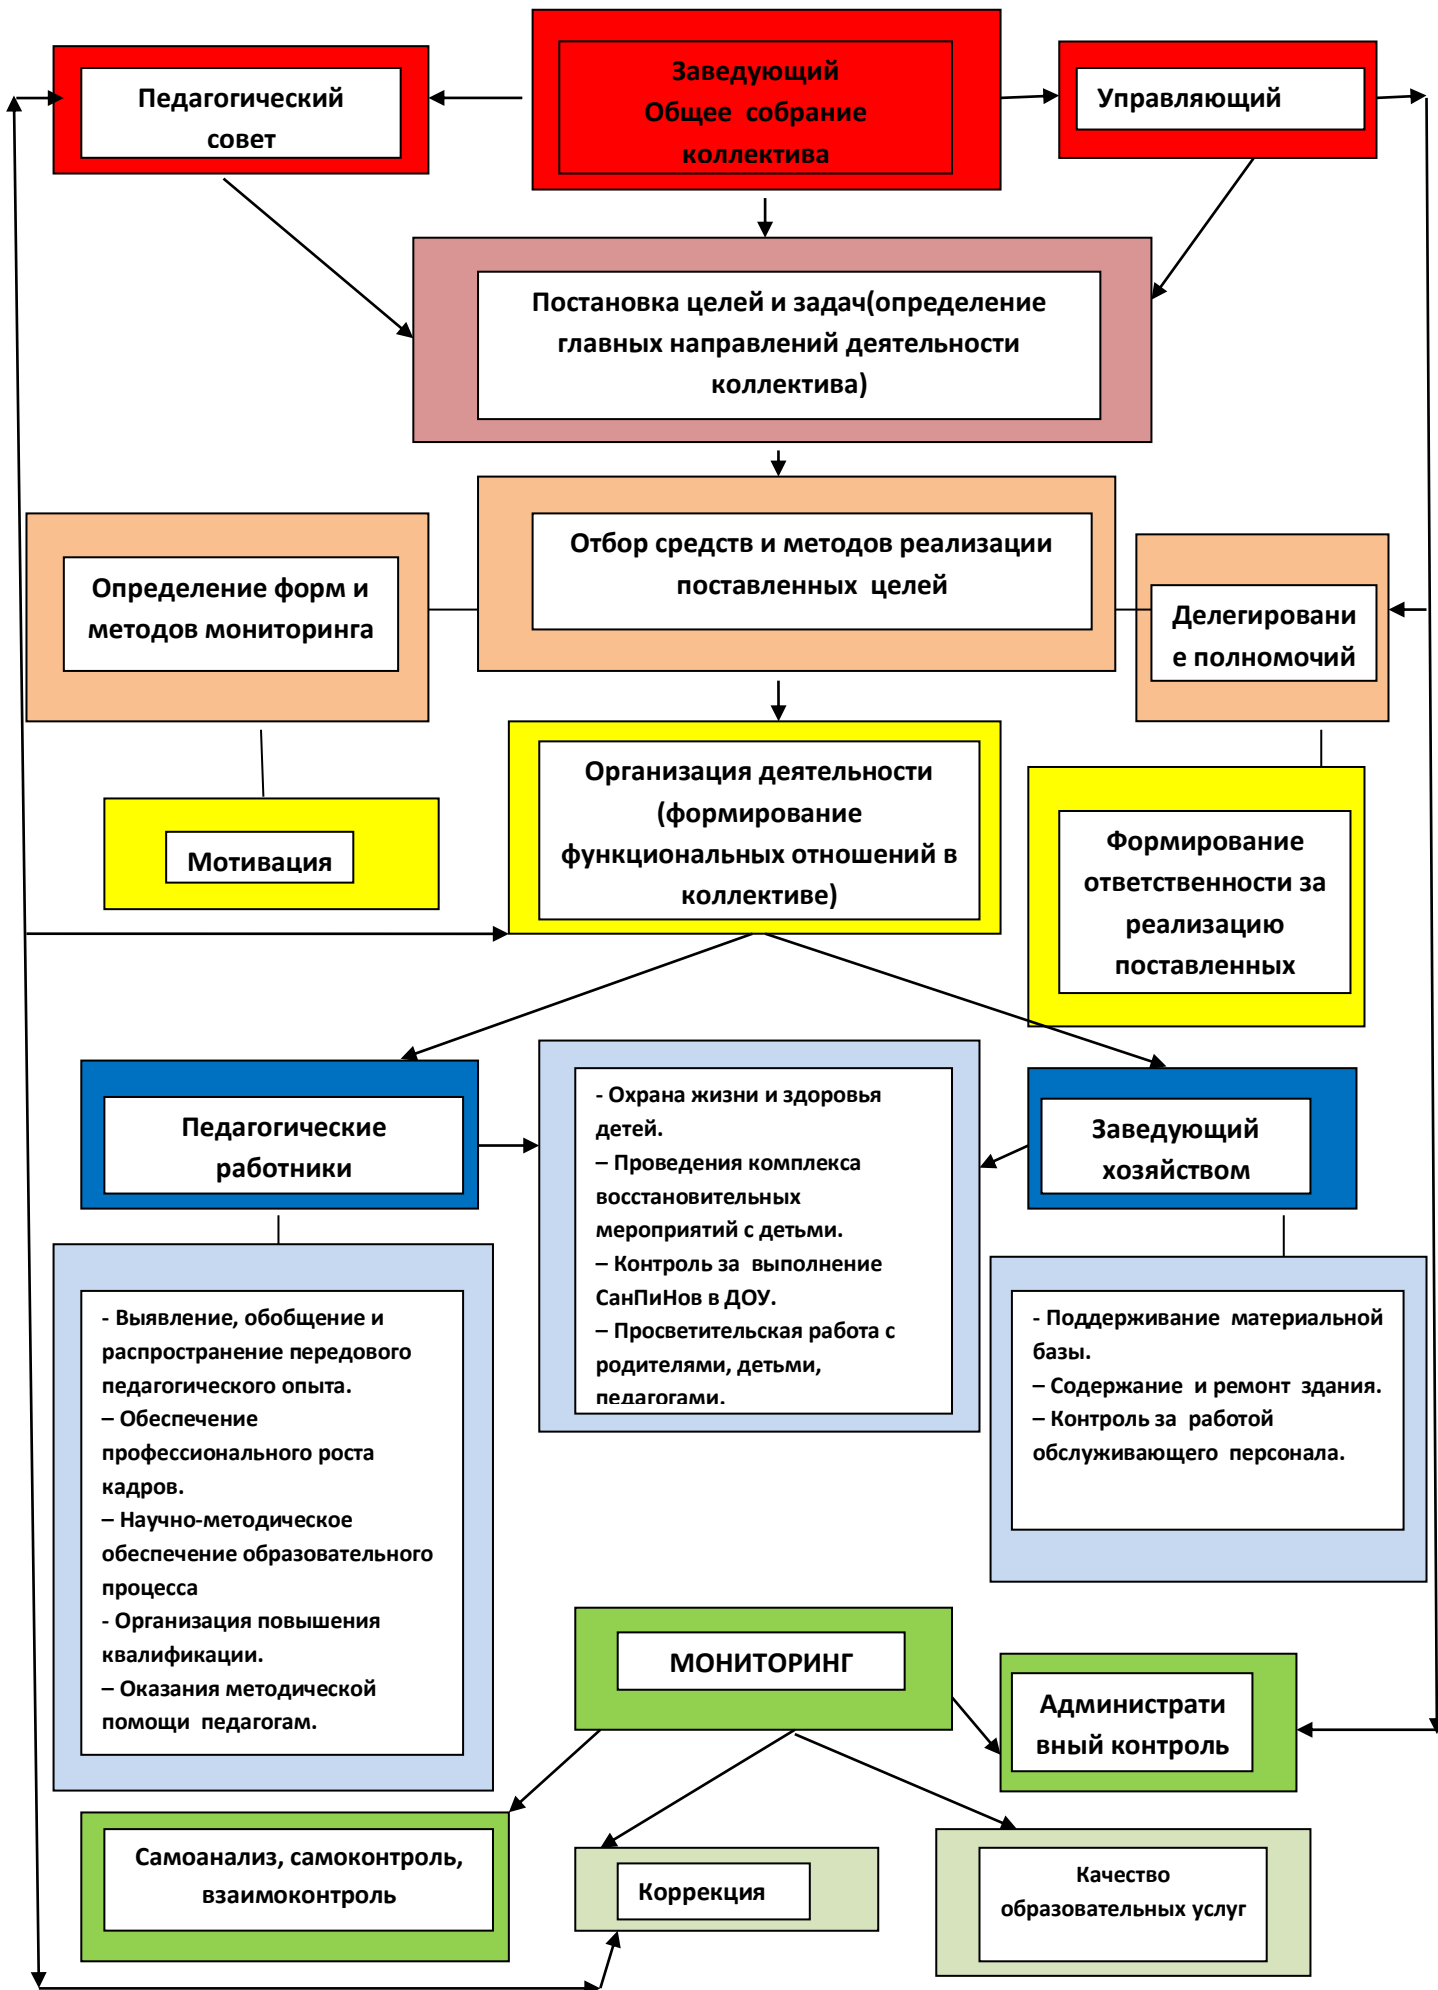 Педагогический
совет
Заведующий
Общее собрание
коллектива
Управляющий
Постановка целей и задач(определение
главных направлений деятельности
коллектива)
Отбор средств и методов реализации
поставленных целей
Определение форм и
методов мониторинга
Делегировани
е полномочий
Организация деятельности
(формирование
функциональных отношений в
коллективе)
Мотивация
Формирование
ответственности за
реализацию
поставленных
Педагогические
работники
- Охрана жизни и здоровья
детей.
– Проведения комплекса
восстановительных
мероприятий с детьми.
– Контроль за выполнение
СанПиНов в ДОУ.
– Просветительская работа с
родителями, детьми,
педагогами.
Заведующий
хозяйством
- Выявление, обобщение и
распространение передового
педагогического опыта.
– Обеспечение
профессионального роста
кадров.
– Научно-методическое
обеспечение образовательного
процесса
- Организация повышения
квалификации.
– Оказания методической
помощи педагогам.
- Поддерживание материальной
базы.
– Содержание и ремонт здания.
– Контроль за работой
обслуживающего персонала.
МОНИТОРИНГ
Администрати
вный контроль
Самоанализ, самоконтроль,
взаимоконтроль
Коррекция
Качество
образовательных услуг